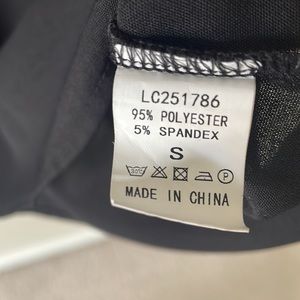 LC251786
95% POLYESTER
5% SPANDEX
S
MADE IN CHINA